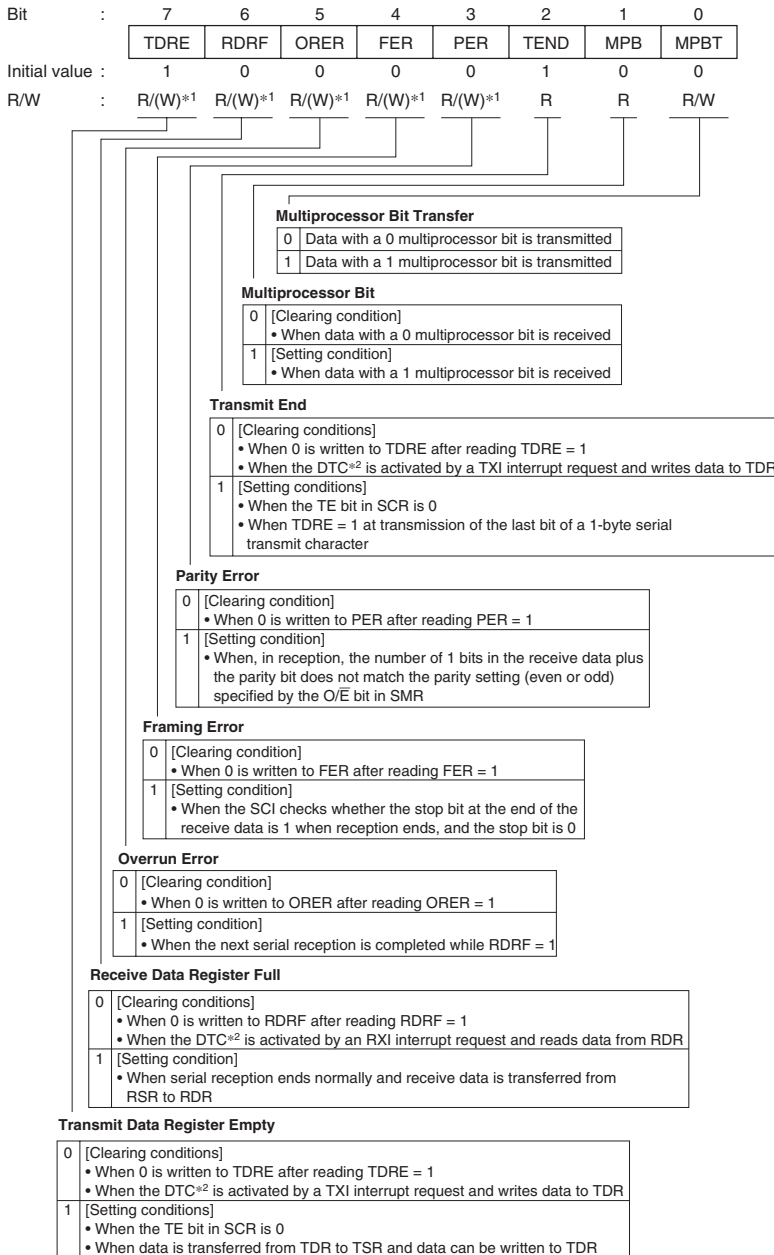 Bit : 7 6 5 4 3 2 1 0
TDRE RDRF ORER FER PER TEND MPB MPBT
Initial value : 1 0 0 0 0 1 0 0
R/W : R/(W)*1 R/(W)*1 R/(W)*1 R/(W)*1 R/(W)*1 R R R/W
Multiprocessor Bit Transfer
0 Data with a 0 multiprocessor bit is transmitted
1 Data with a 1 multiprocessor bit is transmitted
Multiprocessor Bit
0 [Clearing condition]
• When data with a 0 multiprocessor bit is received
1 [Setting condition]
• When data with a 1 multiprocessor bit is received
Transmit End
0 [Clearing conditions]
• When 0 is written to TDRE after reading TDRE = 1
• When the DTC*2 is activated by a TXI interrupt request and writes data to TDR
1 [Setting conditions]
• When the TE bit in SCR is 0
• When TDRE = 1 at transmission of the last bit of a 1-byte serial
transmit character
Parity Error
0 [Clearing condition]
• When 0 is written to PER after reading PER = 1
1 [Setting condition]
• When, in reception, the number of 1 bits in the receive data plus
the parity bit does not match the parity setting (even or odd)
specified by the O/E̅ bit in SMR
Framing Error
0 [Clearing condition]
• When 0 is written to FER after reading FER = 1
1 [Setting condition]
• When the SCI checks whether the stop bit at the end of the
receive data is 1 when reception ends, and the stop bit is 0
Overrun Error
0 [Clearing condition]
• When 0 is written to ORER after reading ORER = 1
1 [Setting condition]
• When the next serial reception is completed while RDRF = 1
Receive Data Register Full
0 [Clearing conditions]
• When 0 is written to RDRF after reading RDRF = 1
• When the DTC*2 is activated by an RXI interrupt request and reads data from RDR
1 [Setting condition]
• When serial reception ends normally and receive data is transferred from
RSR to RDR
Transmit Data Register Empty
0 [Clearing conditions]
• When 0 is written to TDRE after reading TDRE = 1
• When the DTC*2 is activated by a TXI interrupt request and writes data to TDR
1 [Setting conditions]
• When the TE bit in SCR is 0
• When data is transferred from TDR to TSR and data can be written to TDR